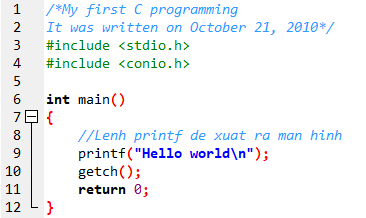 1 /*My first C programming
2 It was written on October 21, 2010*/
3 #include <stdio.h>
4 #include <conio.h>
5
6 int main()
7 {
8 //Lenh printf de xuat ra man hinh
9 printf("Hello world\n");
10 getch();
11 return 0;
12 }